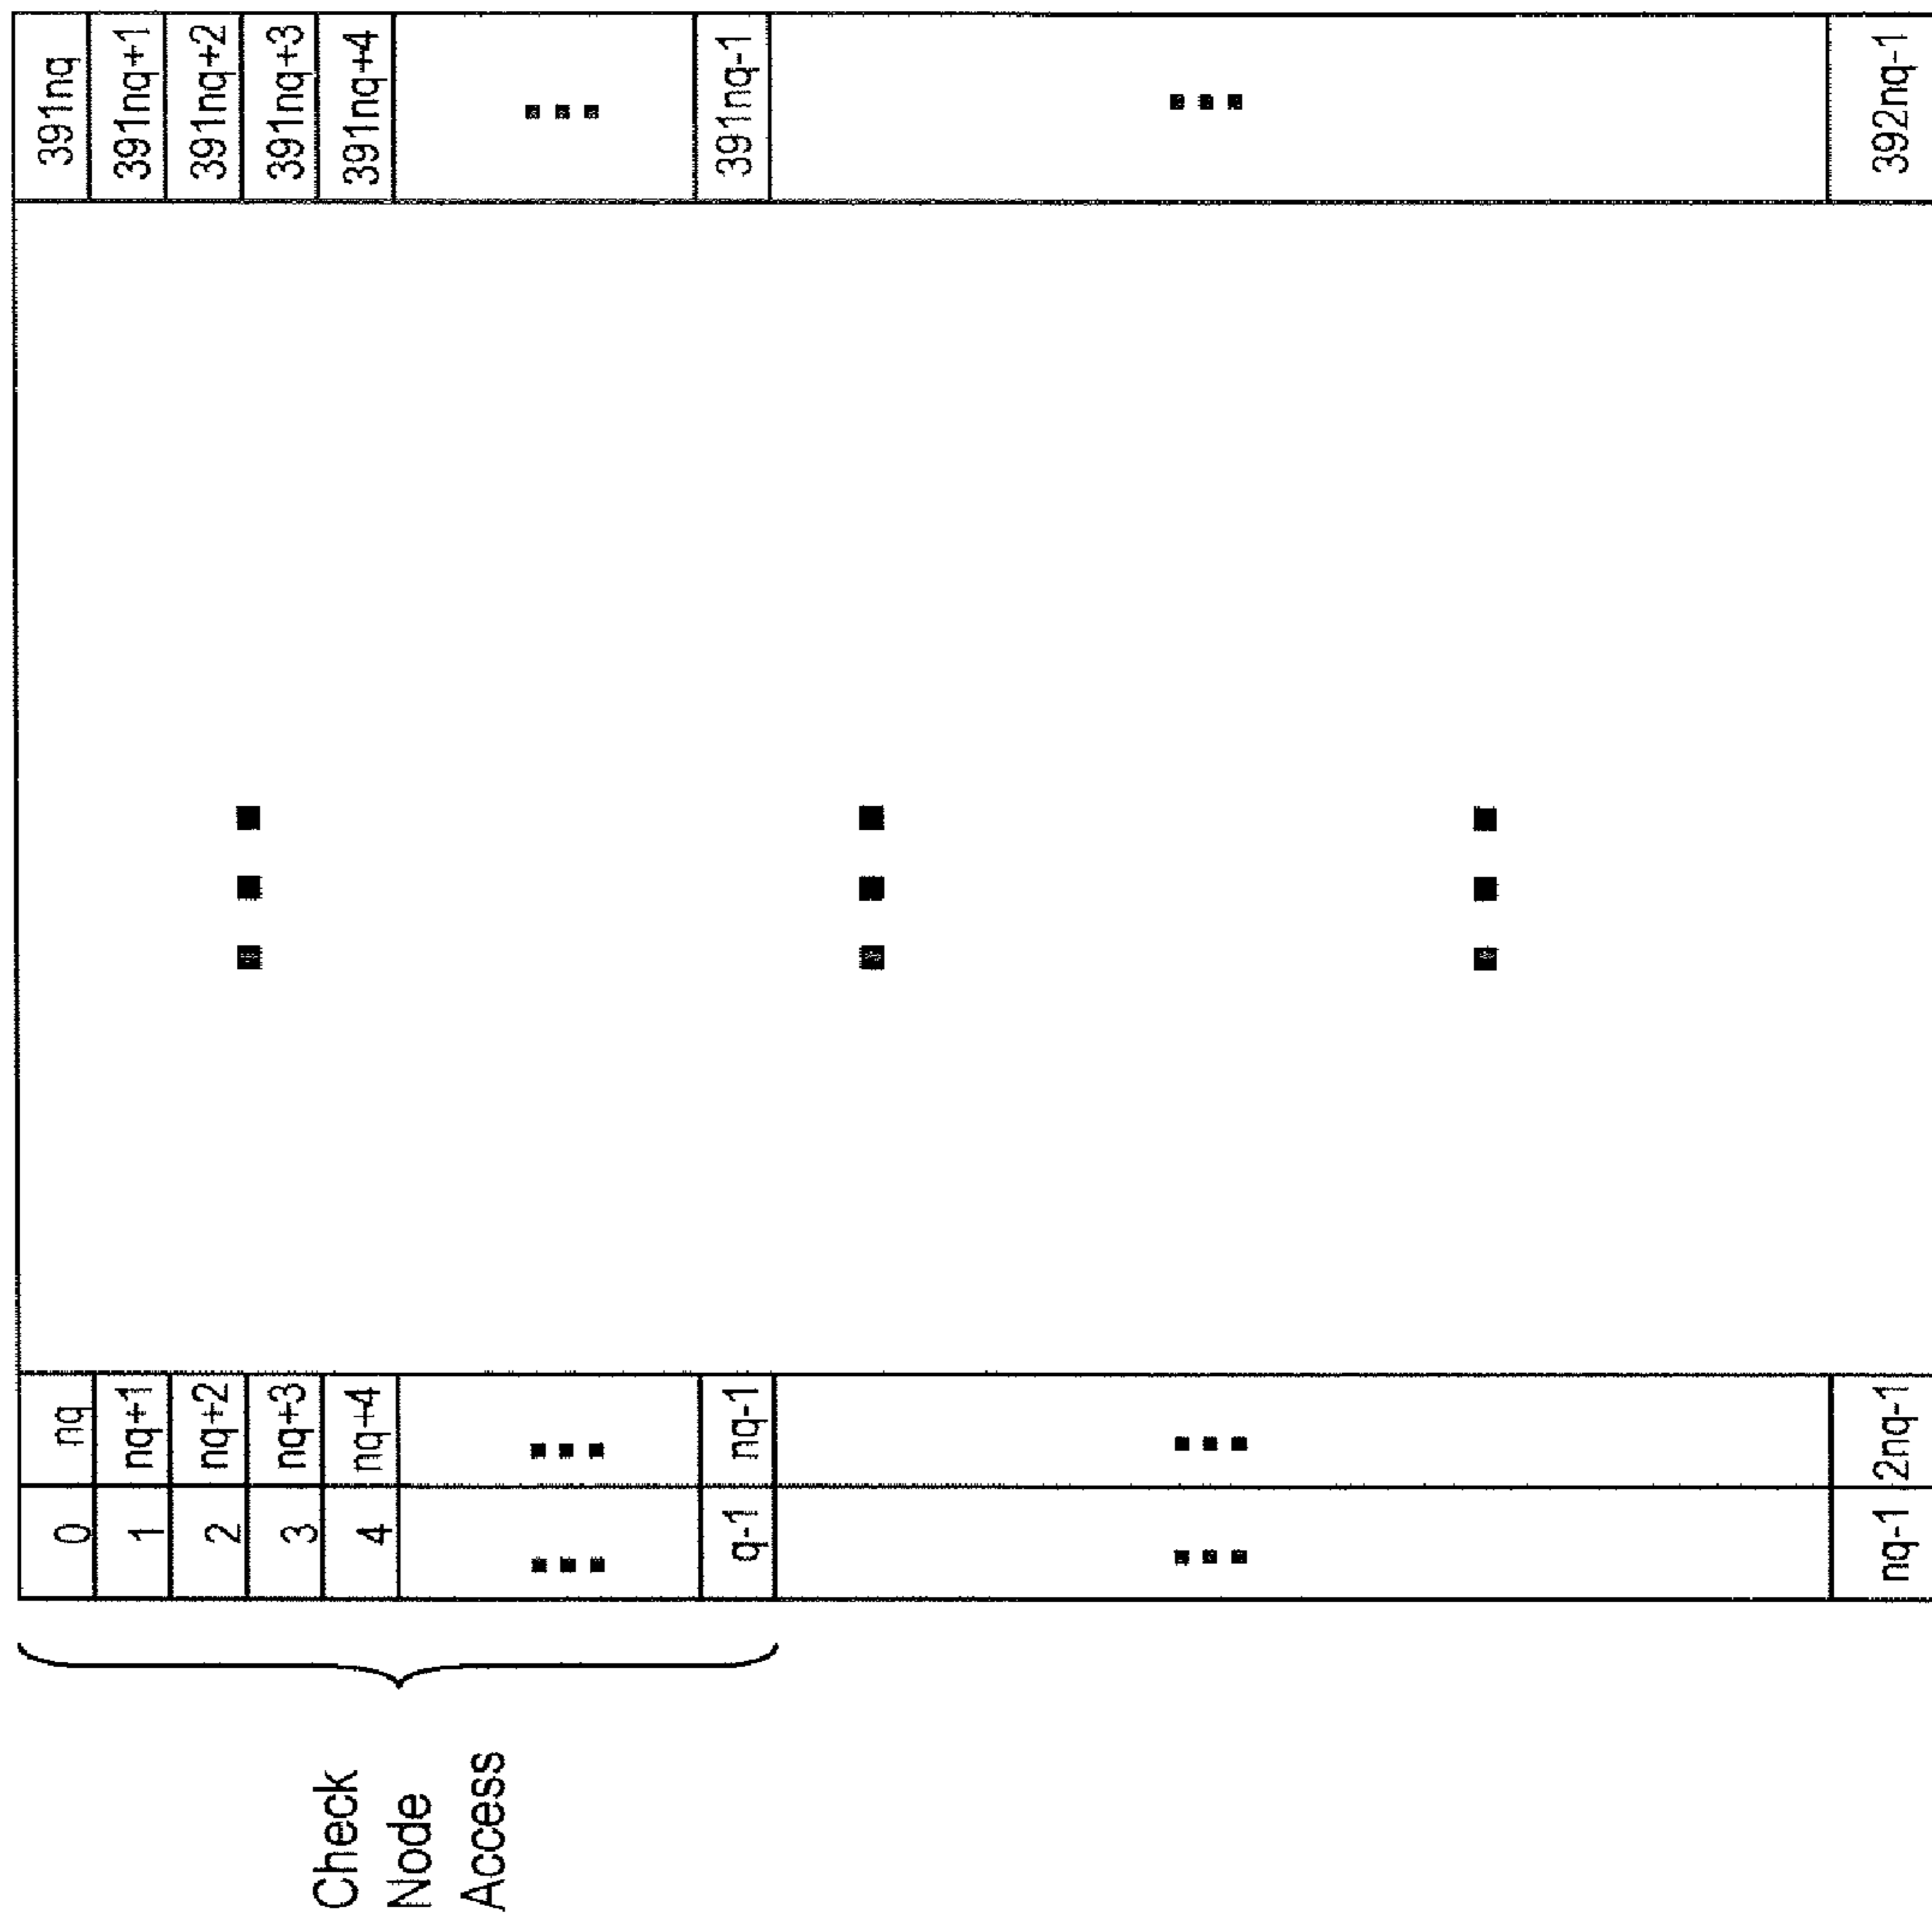 Check
Node
Access
0 nq 391nq
1 nq+1 391nq+1
2 nq+2 391nq+2
3 nq+3 391nq+3
4 nq+4 391nq+4
q-1 nq-1 391nq-1
nq-1 2nq-1 392nq-1